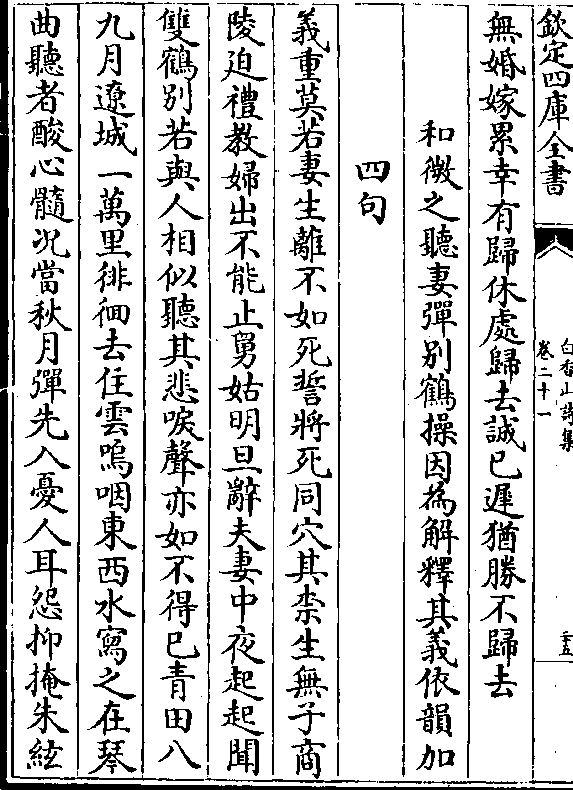 欽定四庫全書
白香山詩集
卷二十一
三五
無婚嫁累幸有歸休處歸去誠已遲猶勝不歸去
和微之聽妻彈别鶴操因為解釋其義依韻加
四句
義重莫若妻生離不如死誓將死同穴其柰生無子商
陵迫禮教婦出不能止舅姑明旦辭夫妻中夜起起聞
雙鶴别若與人相似聽其悲唳聲亦如不得已青田八
九月遼城一萬里徘徊去住雲嗚咽東西水寫之在琴
曲聽者酸心髓况當秋月彈先入憂人耳怨抑掩朱絃